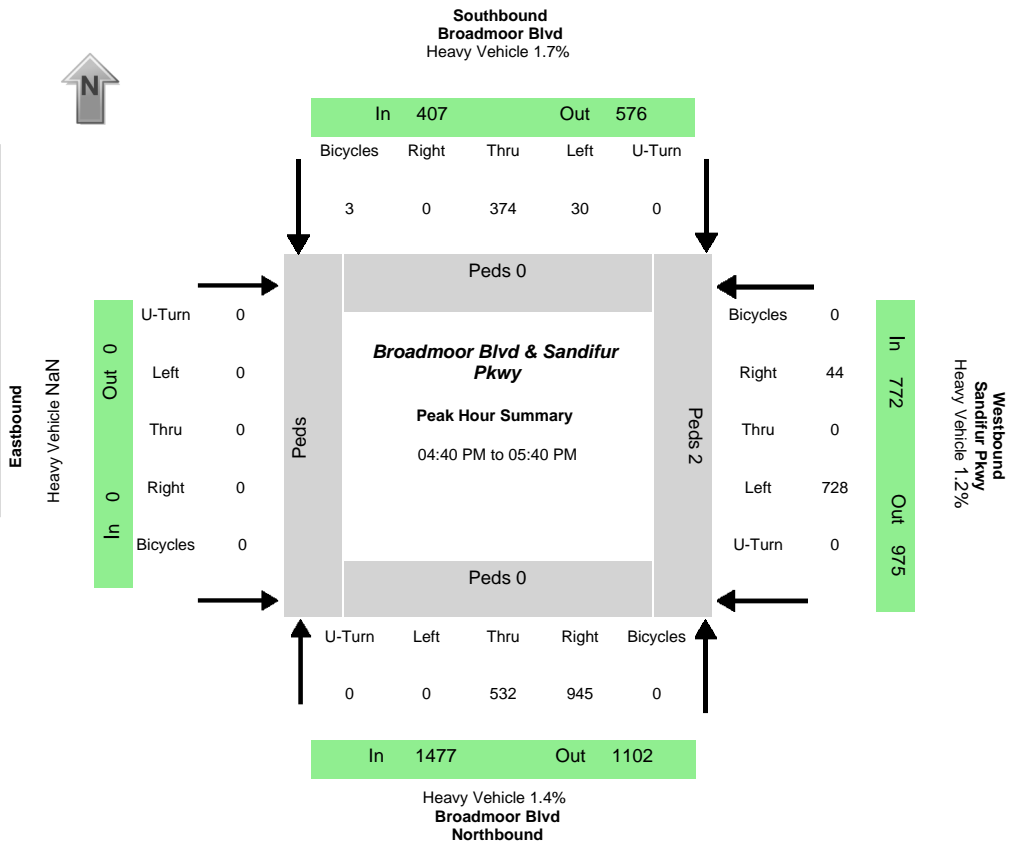 Southbound
Broadmoor Blvd
Heavy Vehicle 1.7%
N
In 407 Out 576
Bicycles Right Thru Left U-Turn
3 0 374 30 0
Peds 0
Eastbound
Heavy Vehicle NaN
In 0 Out 0
U-Turn 0
Left 0
Thru 0
Right 0
Bicycles 0
Peds
Broadmoor Blvd & Sandifur
Pkwy
Peak Hour Summary
04:40 PM to 05:40 PM
Peds 2
Bicycles 0
Right 44
Thru 0
Left 728
U-Turn 0
In 772 Out 975
Westbound
Sandifur Pkwy
Heavy Vehicle 1.2%
Peds 0
U-Turn Left Thru Right Bicycles
0 0 532 945 0
In 1477 Out 1102
Heavy Vehicle 1.4%
Broadmoor Blvd
Northbound